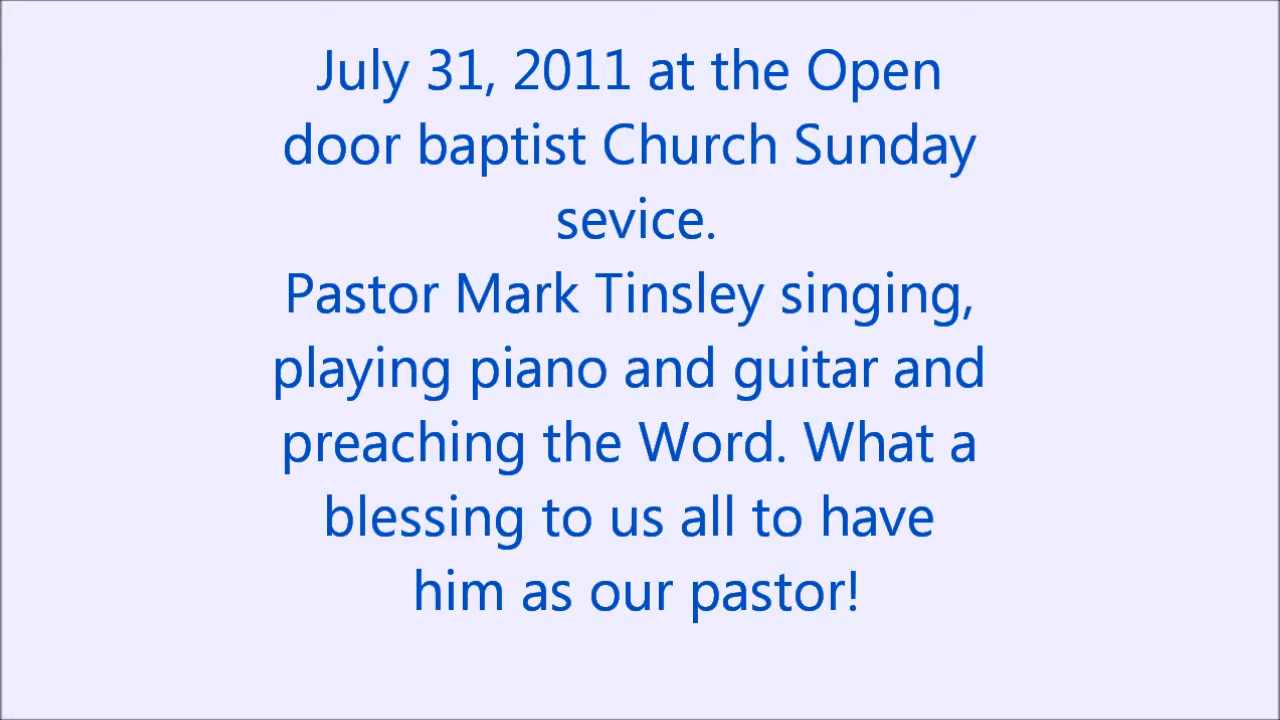 July 31, 2011 at the Open
door baptist Church Sunday
sevice.
Pastor Mark Tinsley singing,
playing piano and guitar and
preaching the Word. What a
blessing to us all to have
him as our pastor!